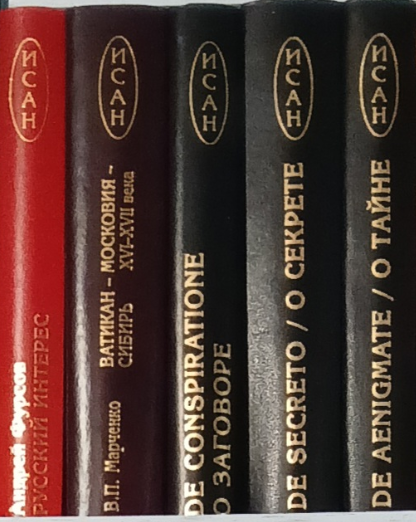 ИСАН
Андрей Фурсов
РУССКИЙ ИНТЕРЕС
ИСАН
В.П. Марченко
ВАТИКАН – МОСКОВИЯ –
СИБИРЬ XVI–XVII века
ИСАН
DE CONSPIRATIONE
О ЗАГОВОРЕ
ИСАН
DE SECRETO / О СЕКРЕТЕ
ИСАН
DE AENIGMATE / О ТАЙНЕ